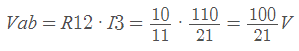 Vab = R12 · I3 = 10/11 · 110/21 = 100/21 V